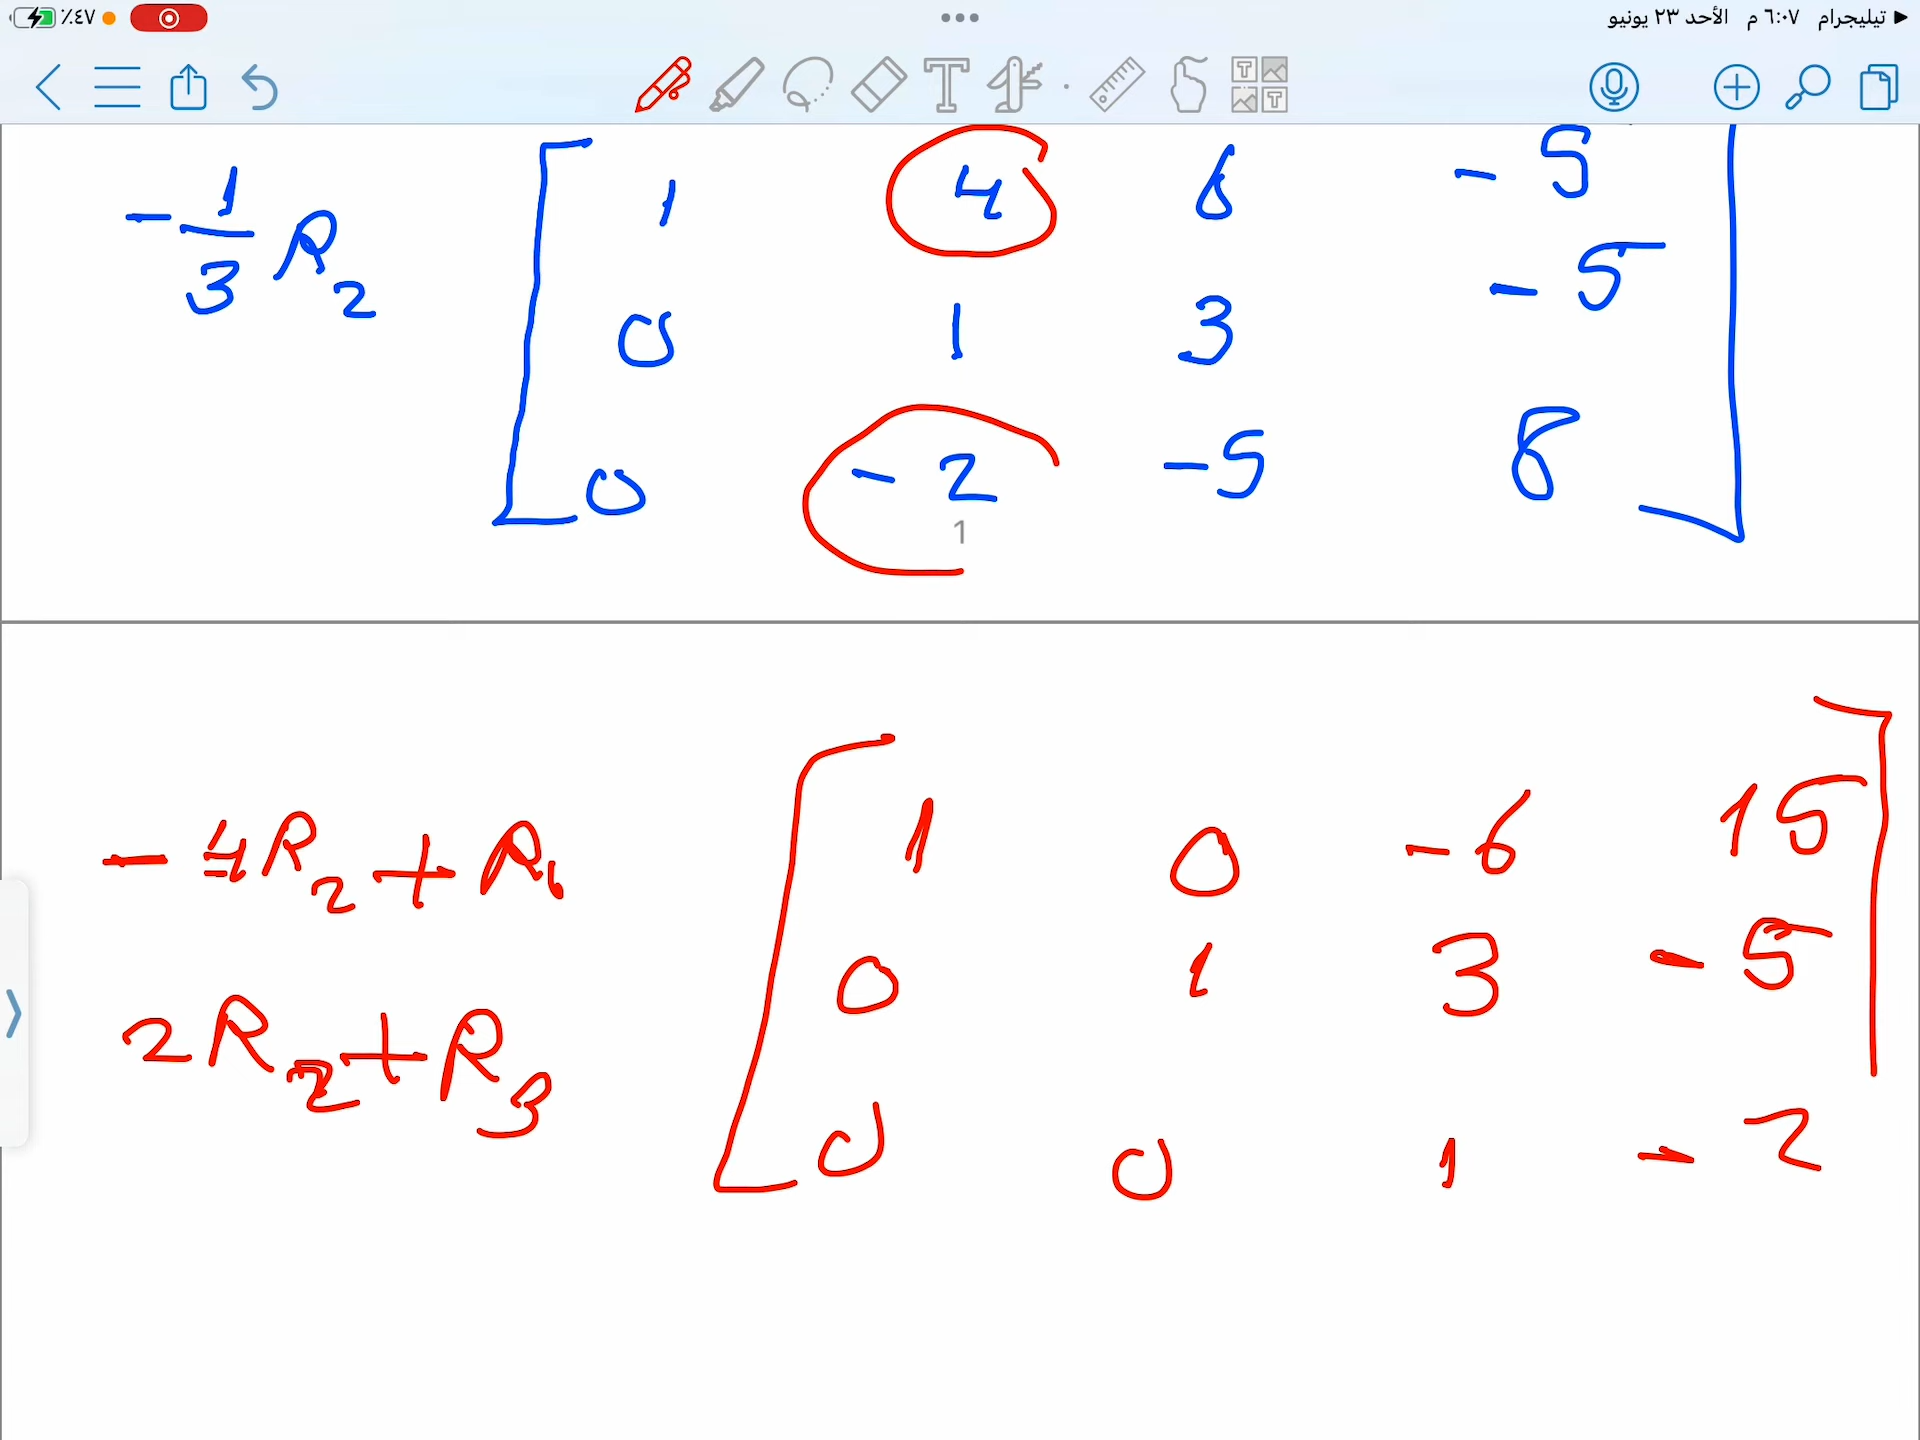 ٪٤٧
◄ تيليجرام ٦:٠٧ م الأحد ٢٣ يونيو
1 4 6 - 5
- 1/3 R2
0 1 3 - 5
0 - 2 - 5 8
1
1 0 - 6 15
- 4R2 + R1
0 1 3 - 5
2R2 + R3
0 0 1 - 2